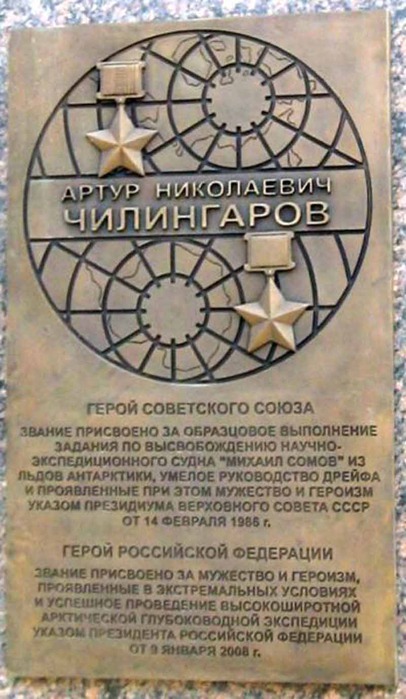 АРТУР НИКОЛАЕВИЧ
ЧИЛИНГАРОВ
ГЕРОЙ СОВЕТСКОГО СОЮЗА
ЗВАНИЕ ПРИСВОЕНО ЗА ОБРАЗЦОВОЕ ВЫПОЛНЕНИЕ
ЗАДАНИЯ ПО ВЫСВОБОЖДЕНИЮ НАУЧНО-
ЭКСПЕДИЦИОННОГО СУДНА "МИХАИЛ СОМОВ" ИЗ
ЛЬДОВ АНТАРКТИКИ, УМЕЛОЕ РУКОВОДСТВО ДРЕЙФА
И ПРОЯВЛЕННЫЕ ПРИ ЭТОМ МУЖЕСТВО И ГЕРОИЗМ
УКАЗОМ ПРЕЗИДИУМА ВЕРХОВНОГО СОВЕТА СССР
ОТ 14 ФЕВРАЛЯ 1986 г.
ГЕРОЙ РОССИЙСКОЙ ФЕДЕРАЦИИ
ЗВАНИЕ ПРИСВОЕНО ЗА МУЖЕСТВО И ГЕРОИЗМ,
ПРОЯВЛЕННЫЕ В ЭКСТРЕМАЛЬНЫХ УСЛОВИЯХ
И УСПЕШНОЕ ПРОВЕДЕНИЕ ВЫСОКОШИРОТНОЙ
АРКТИЧЕСКОЙ ГЛУБОКОВОДНОЙ ЭКСПЕДИЦИИ
УКАЗОМ ПРЕЗИДЕНТА РОССИЙСКОЙ ФЕДЕРАЦИИ
ОТ 9 ЯНВАРЯ 2008 г.